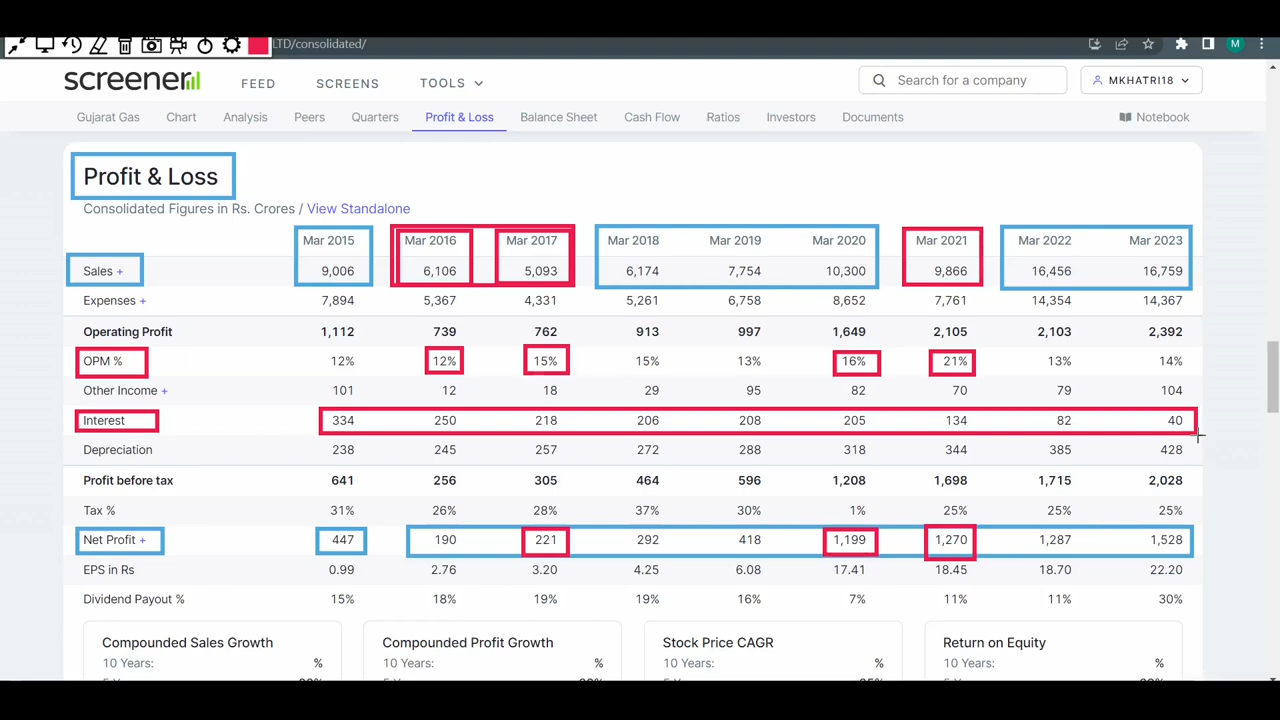 LTD/consolidated/
M
screener
FEED SCREENS TOOLS
Search for a company
MKHATRI18
Gujarat Gas Chart Analysis Peers Quarters Profit & Loss Balance Sheet Cash Flow Ratios Investors Documents Notebook
Profit & Loss
Consolidated Figures in Rs. Crores / View Standalone
Mar 2015 Mar 2016 Mar 2017 Mar 2018 Mar 2019 Mar 2020 Mar 2021 Mar 2022 Mar 2023
Sales + 9,006 6,106 5,093 6,174 7,754 10,300 9,866 16,456 16,759
Expenses + 7,894 5,367 4,331 5,261 6,758 8,652 7,761 14,354 14,367
Operating Profit 1,112 739 762 913 997 1,649 2,105 2,103 2,392
OPM % 12% 12% 15% 15% 13% 16% 21% 13% 14%
Other Income + 101 12 18 29 95 82 70 79 104
Interest 334 250 218 206 208 205 134 82 40
Depreciation 238 245 257 272 288 318 344 385 428
Profit before tax 641 256 305 464 596 1,208 1,698 1,715 2,028
Tax % 31% 26% 28% 37% 30% 1% 25% 25% 25%
Net Profit + 447 190 221 292 418 1,199 1,270 1,287 1,528
EPS in Rs 0.99 2.76 3.20 4.25 6.08 17.41 18.45 18.70 22.20
Dividend Payout % 15% 18% 19% 19% 16% 7% 11% 11% 30%
Compounded Sales Growth Compounded Profit Growth Stock Price CAGR Return on Equity
10 Years: % 10 Years: % 10 Years: % 10 Years: %